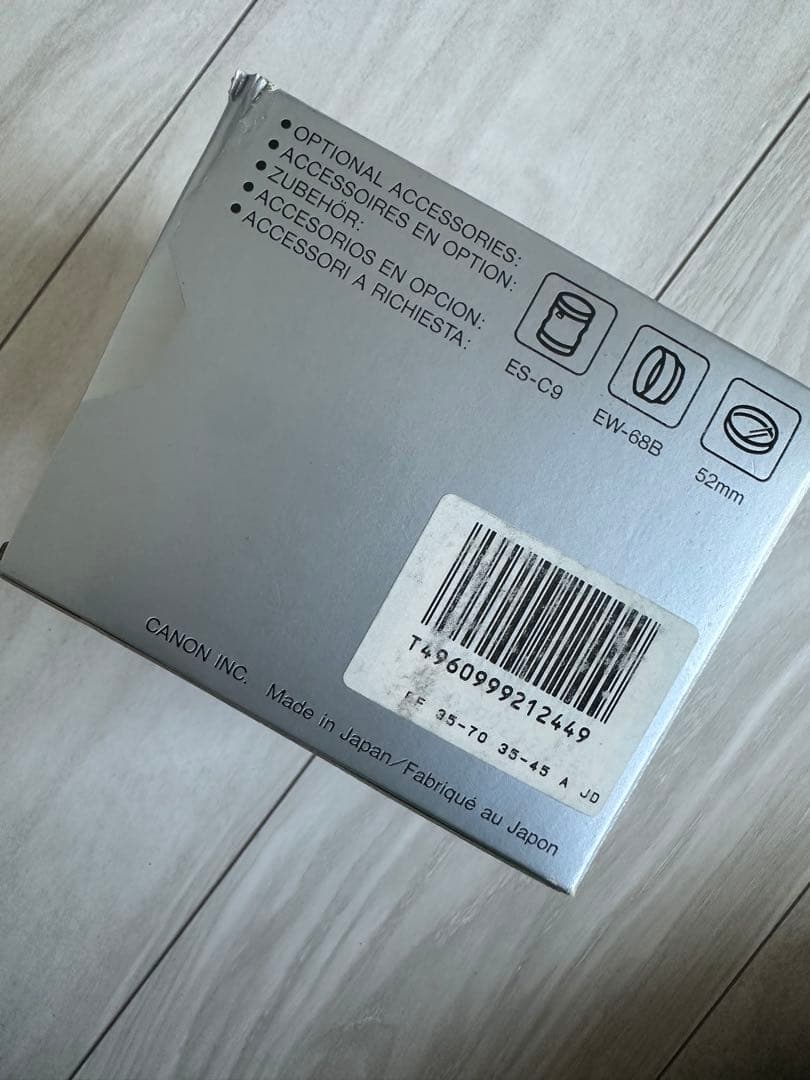 • OPTIONAL ACCESSORIES:
• ACCESSOIRES EN OPTION:
• ZUBEHÖR:
• ACCESORIOS EN OPCION:
• ACCESSORI A RICHIESTA:
ES-C9
EW-68B
52mm
T4960999212449
35-70 35-45 A JD
CANON INC. Made in Japan/Fabriqué au Japon